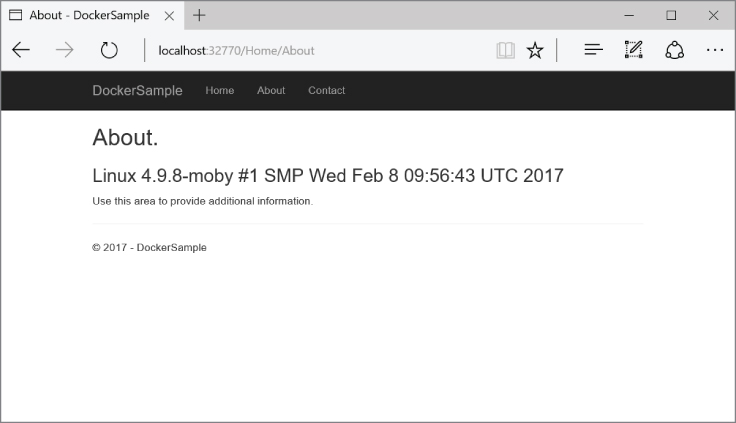 About - DockerSample
localhost:32770/Home/About
DockerSample Home About Contact
About.
Linux 4.9.8-moby #1 SMP Wed Feb 8 09:56:43 UTC 2017
Use this area to provide additional information.
© 2017 - DockerSample